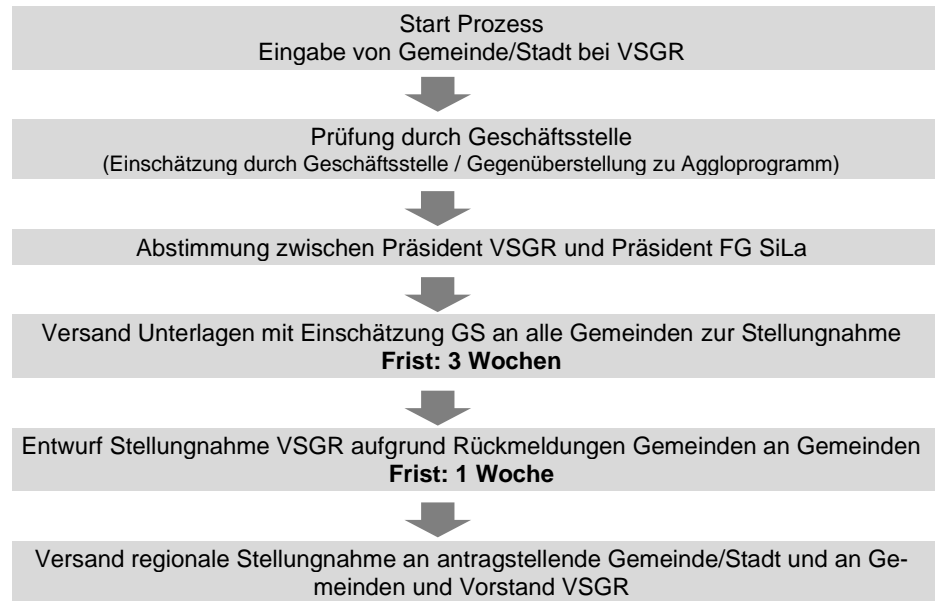 Start Prozess
Eingabe von Gemeinde/Stadt bei VSGR
Prüfung durch Geschäftsstelle
(Einschätzung durch Geschäftsstelle / Gegenüberstellung zu Aggloprogramm)
Abstimmung zwischen Präsident VSGR und Präsident FG SiLa
Versand Unterlagen mit Einschätzung GS an alle Gemeinden zur Stellungnahme
Frist: 3 Wochen
Entwurf Stellungnahme VSGR aufgrund Rückmeldungen Gemeinden an Gemeinden
Frist: 1 Woche
Versand regionale Stellungnahme an antragstellende Gemeinde/Stadt und an Ge-
meinden und Vorstand VSGR